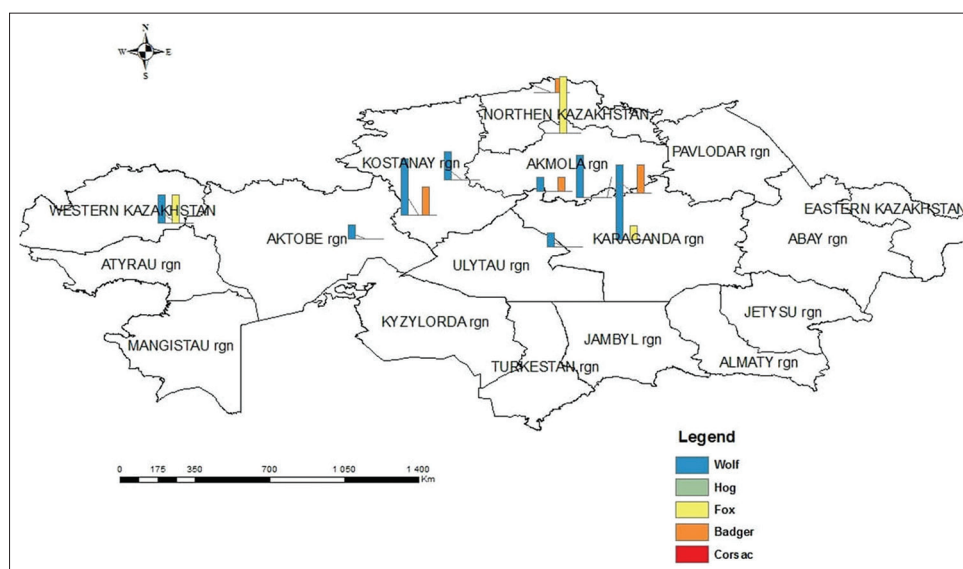 N
W E
S
NORTHEN KAZAKHSTAN
KOSTANAY rgn
AKMOLA rgn
PAVLODAR rgn
WESTERN KAZAKHSTAN
EASTERN KAZAKHSTAN
AKTOBE rgn
KARAGANDA rgn
ABAY rgn
ATYRAU rgn
ULYTAU rgn
JETYSU rgn
KYZYLORDA rgn
MANGISTAU rgn
JAMBYL rgn
TURKESTAN rgn
ALMATY rgn
Legend
Wolf
Hog
Fox
Badger
Corsac
0 175 350 700 1 050 1 400
Km